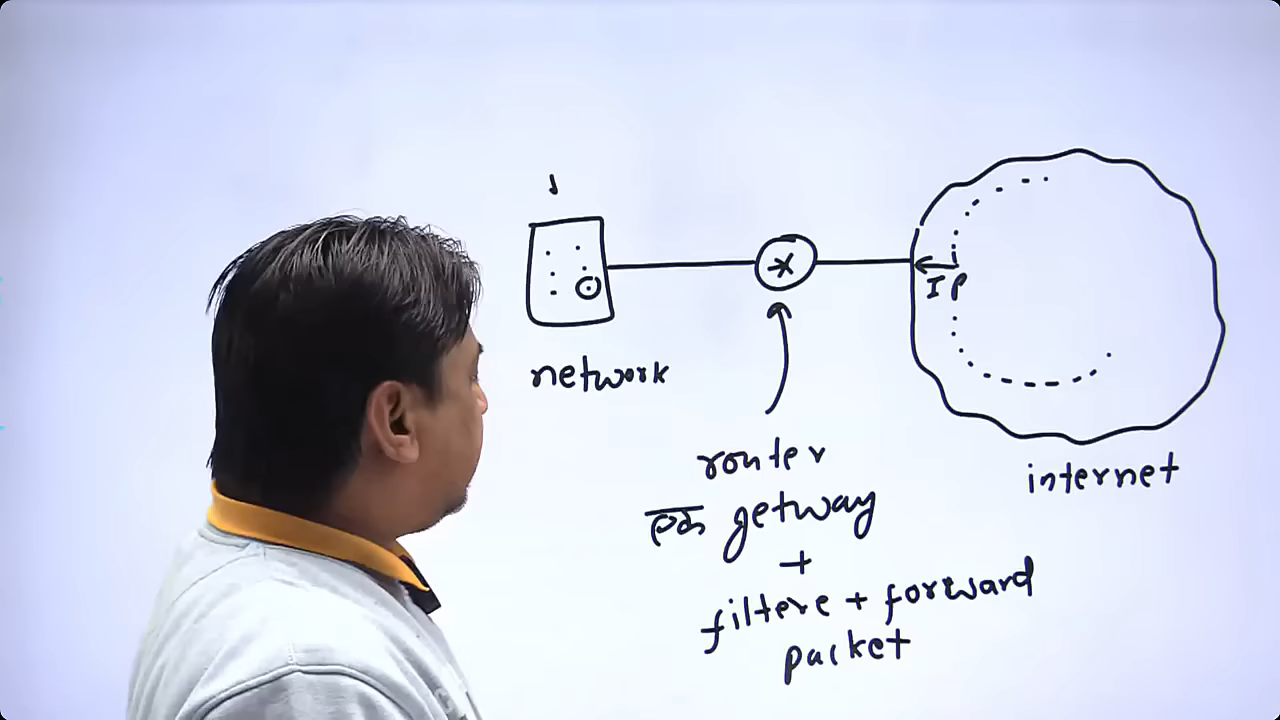 IP
network
router
internet
एक getway
+
filtere + forward
packet